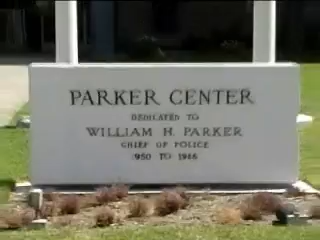 PARKER CENTER
DEDICATED TO
WILLIAM H. PARKER
CHIEF OF POLICE
1950 TO 1966